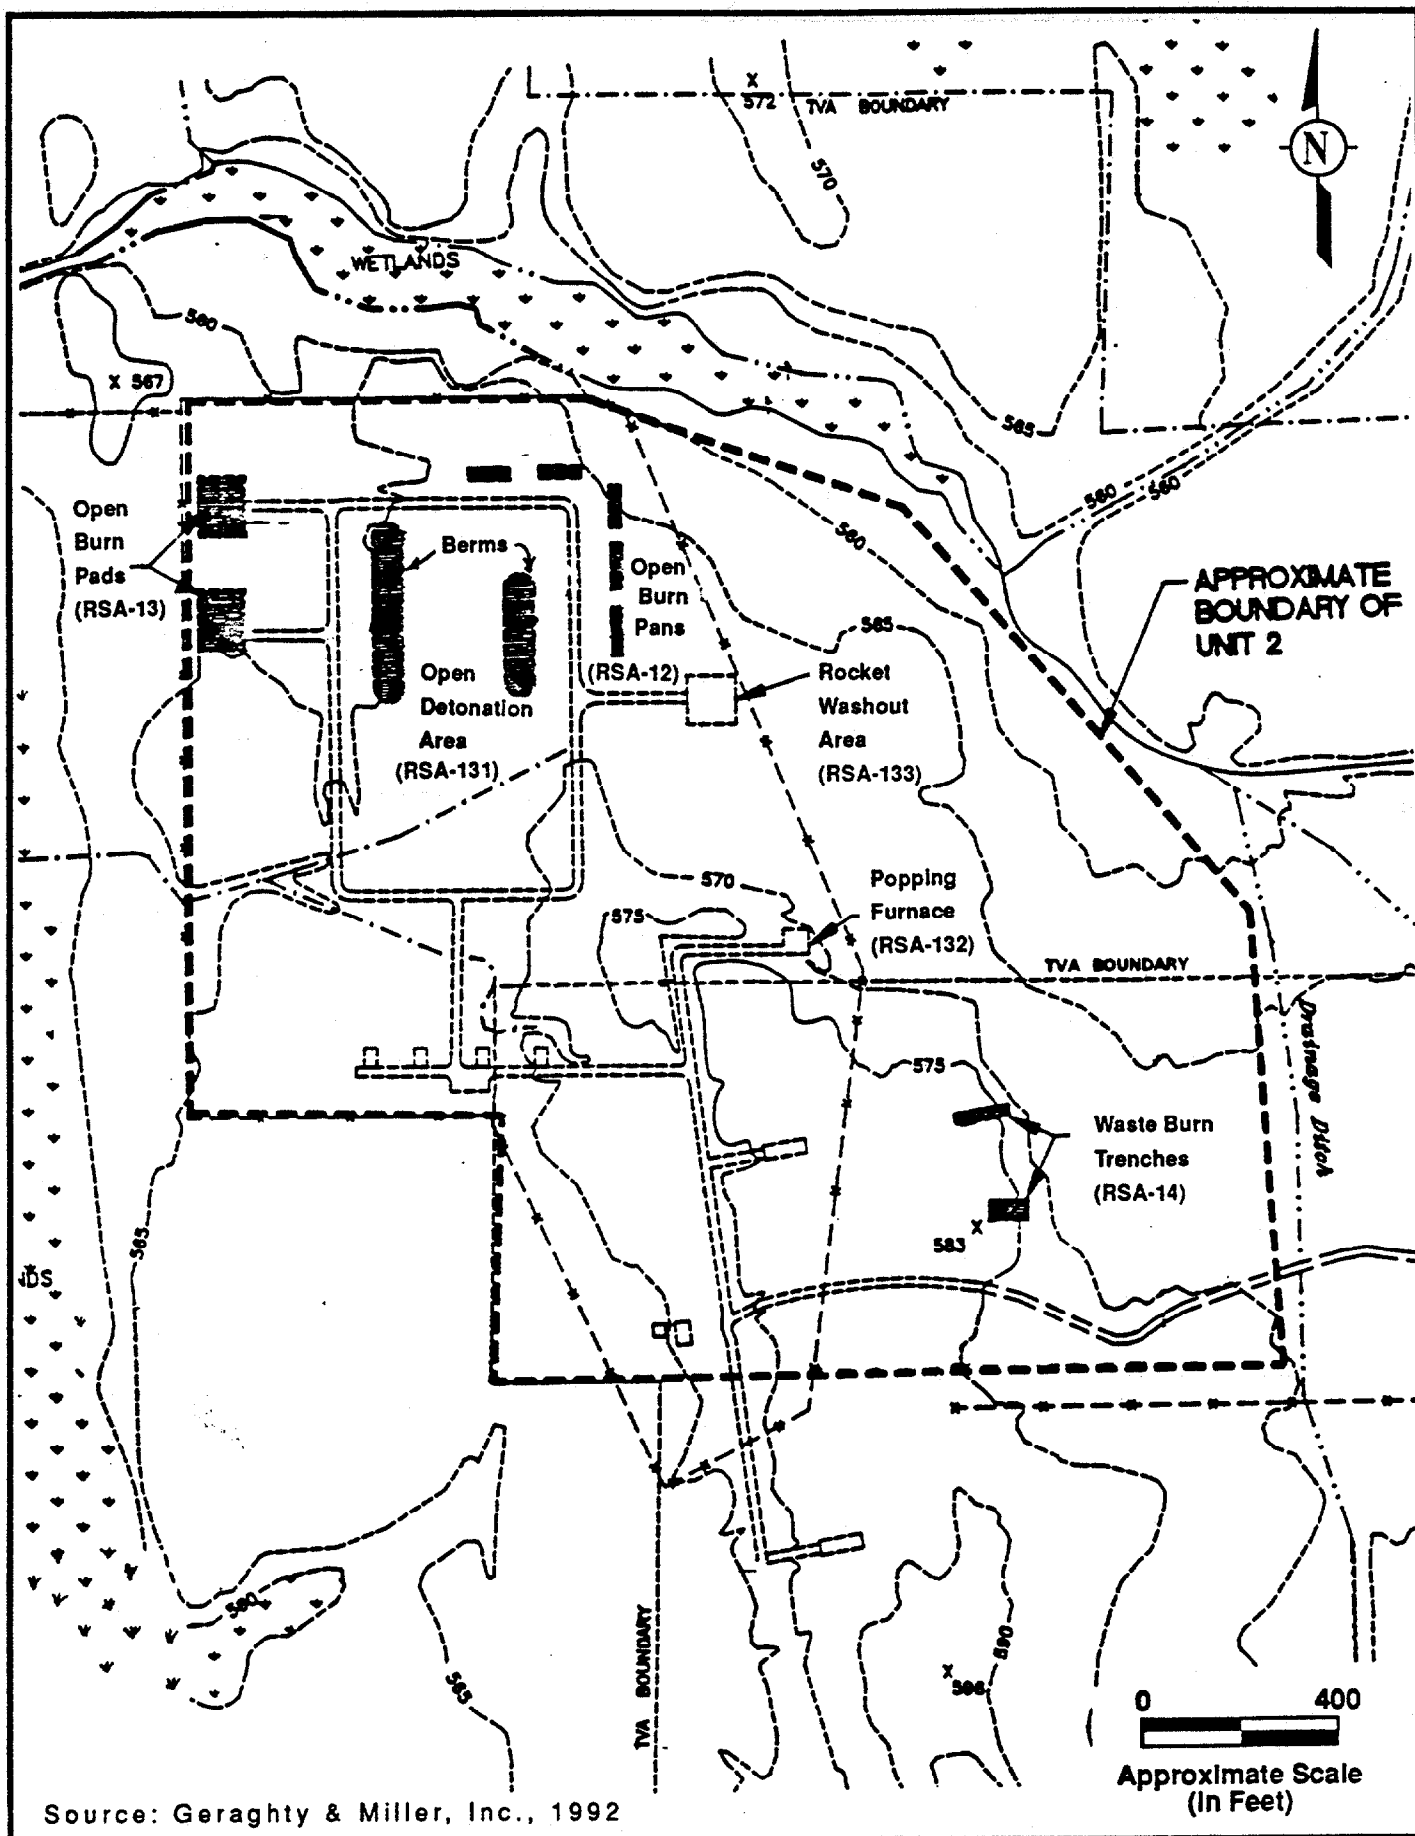 X
572
TVA BOUNDARY
N
570
WETLANDS
560
X 567
565
560
560
Open
Burn
Pads
(RSA-13)
Berms
Open
Burn
Pans
(RSA-12)
560
APPROXIMATE
BOUNDARY OF
UNIT 2
565
Open
Detonation
Area
(RSA-131)
Rocket
Washout
Area
(RSA-133)
570
575
Popping
Furnace
(RSA-132)
TVA BOUNDARY
Drainage Ditch
575
Waste Burn
Trenches
(RSA-14)
X
583
565
NDS
560
565
TVA BOUNDARY
590
X
0 400
Approximate Scale
(In Feet)
Source: Geraghty & Miller, Inc., 1992